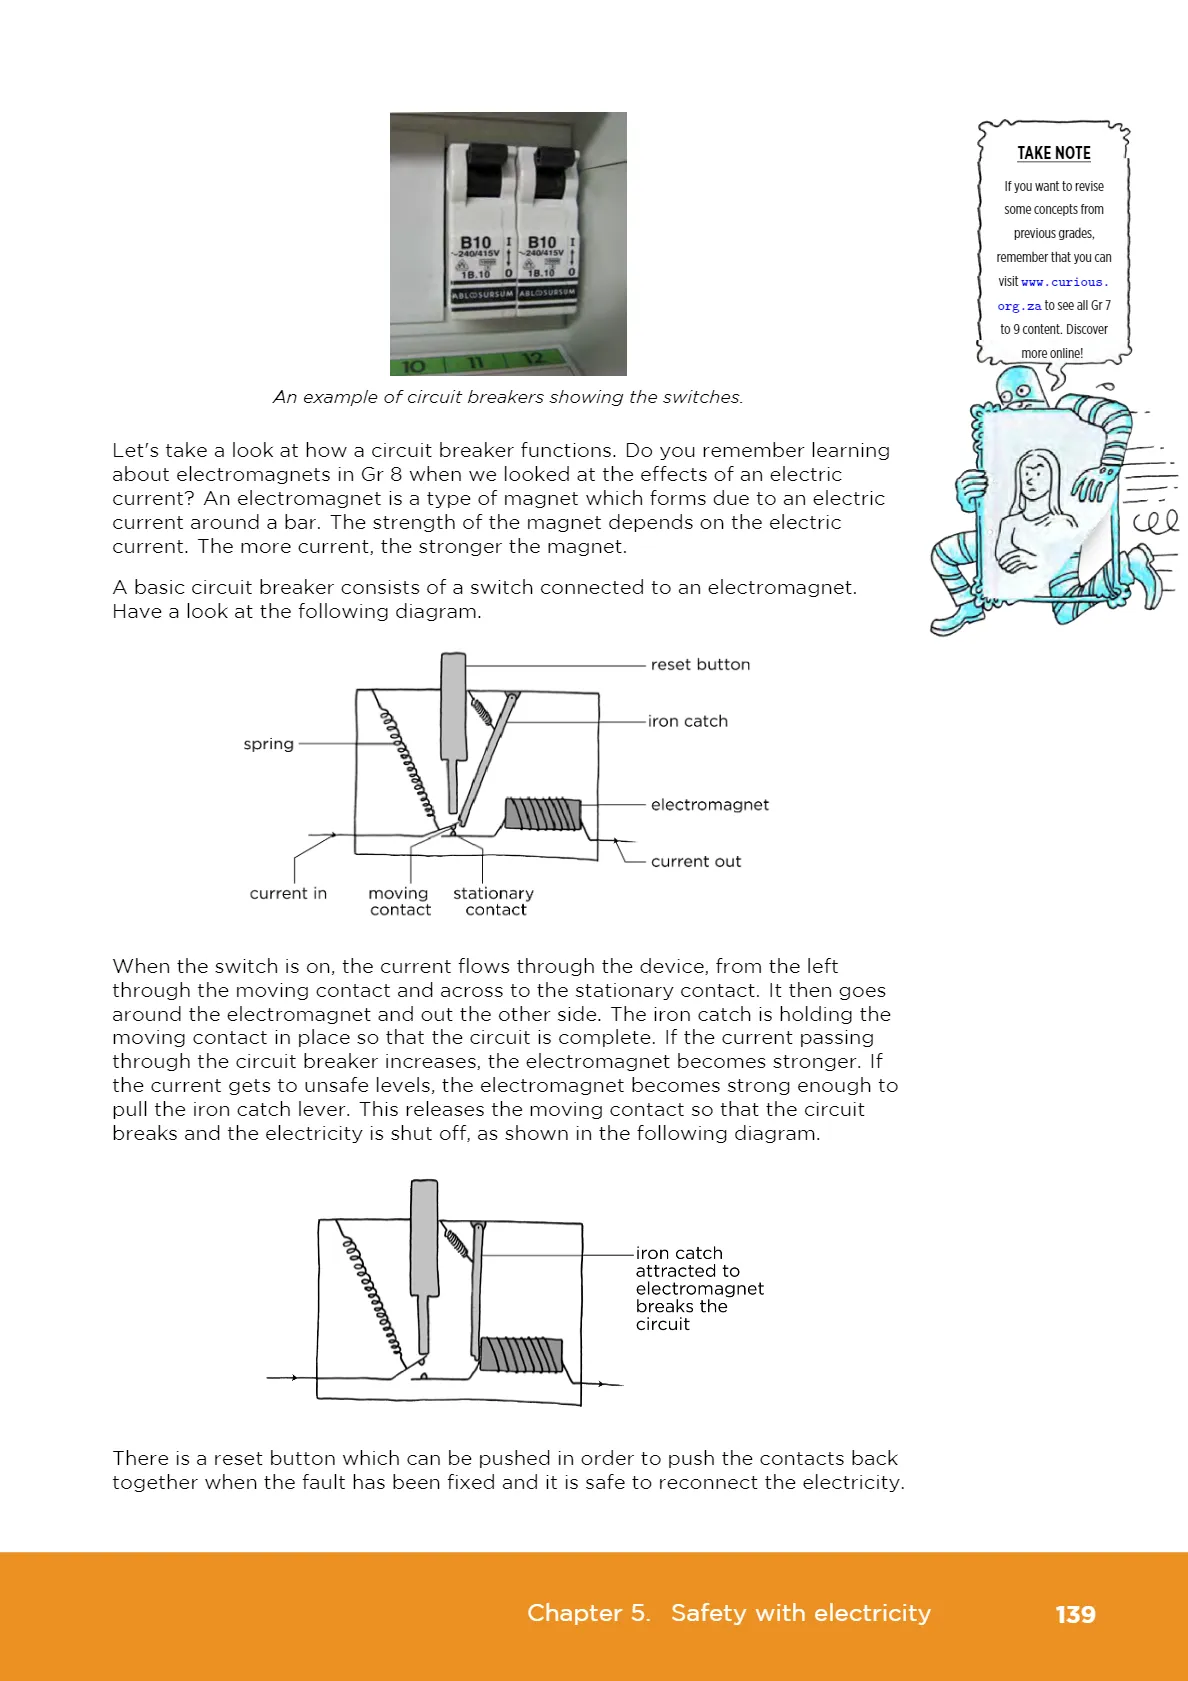 B10
~240/415V
1B.10
I
O
ABL SURSUM
B10
~240/415V
1B.10
I
O
ABL SURSUM
10 11 12
An example of circuit breakers showing the switches.
TAKE NOTE
If you want to revise
some concepts from
previous grades,
remember that you can
visit www.curious.
org.za to see all Gr 7
to 9 content. Discover
more online!
Let's take a look at how a circuit breaker functions. Do you remember learning
about electromagnets in Gr 8 when we looked at the effects of an electric
current? An electromagnet is a type of magnet which forms due to an electric
current around a bar. The strength of the magnet depends on the electric
current. The more current, the stronger the magnet.
A basic circuit breaker consists of a switch connected to an electromagnet.
Have a look at the following diagram.
reset button
iron catch
spring
electromagnet
current out
current in
moving
contact
stationary
contact
When the switch is on, the current flows through the device, from the left
through the moving contact and across to the stationary contact. It then goes
around the electromagnet and out the other side. The iron catch is holding the
moving contact in place so that the circuit is complete. If the current passing
through the circuit breaker increases, the electromagnet becomes stronger. If
the current gets to unsafe levels, the electromagnet becomes strong enough to
pull the iron catch lever. This releases the moving contact so that the circuit
breaks and the electricity is shut off, as shown in the following diagram.
iron catch
attracted to
electromagnet
breaks the
circuit
There is a reset button which can be pushed in order to push the contacts back
together when the fault has been fixed and it is safe to reconnect the electricity.
Chapter 5. Safety with electricity 139